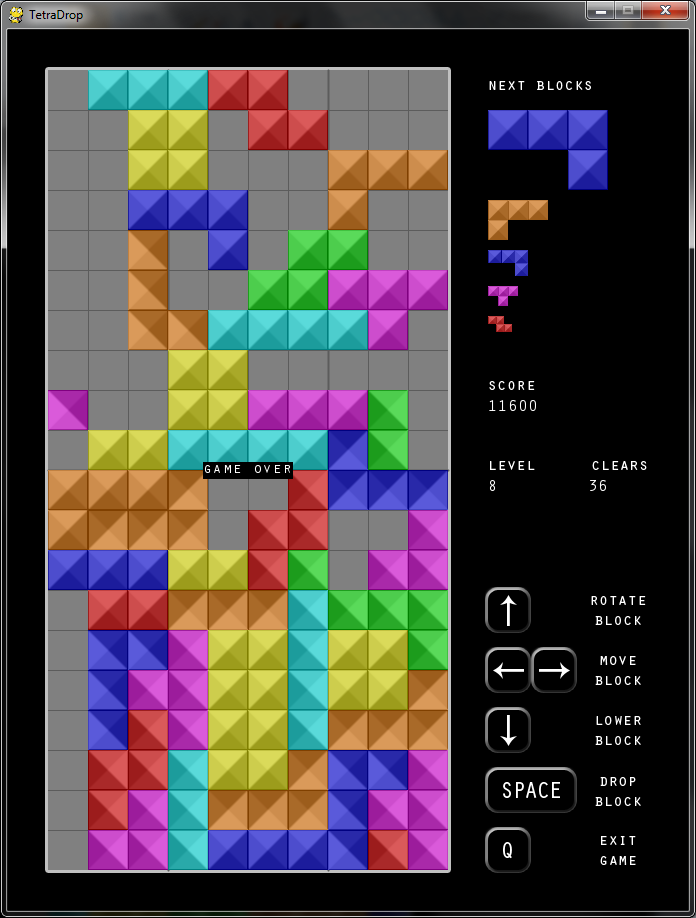 TetraDrop
NEXT BLOCKS
SCORE
11600
GAME OVER
LEVEL CLEARS
8 36
ROTATE
BLOCK
MOVE
BLOCK
LOWER
BLOCK
SPACE
DROP
BLOCK
Q
EXIT
GAME